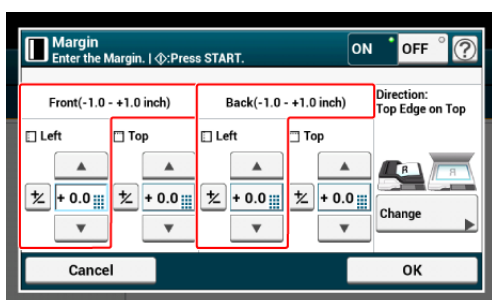 Margin
Enter the Margin. | :Press START.
ON
OFF
?
Front(-1.0 - +1.0 inch)
Back(-1.0 - +1.0 inch)
Direction:
Top Edge on Top
Left
Top
Left
Top
+ 0.0
+ 0.0
+ 0.0
+ 0.0
Change
Cancel
OK